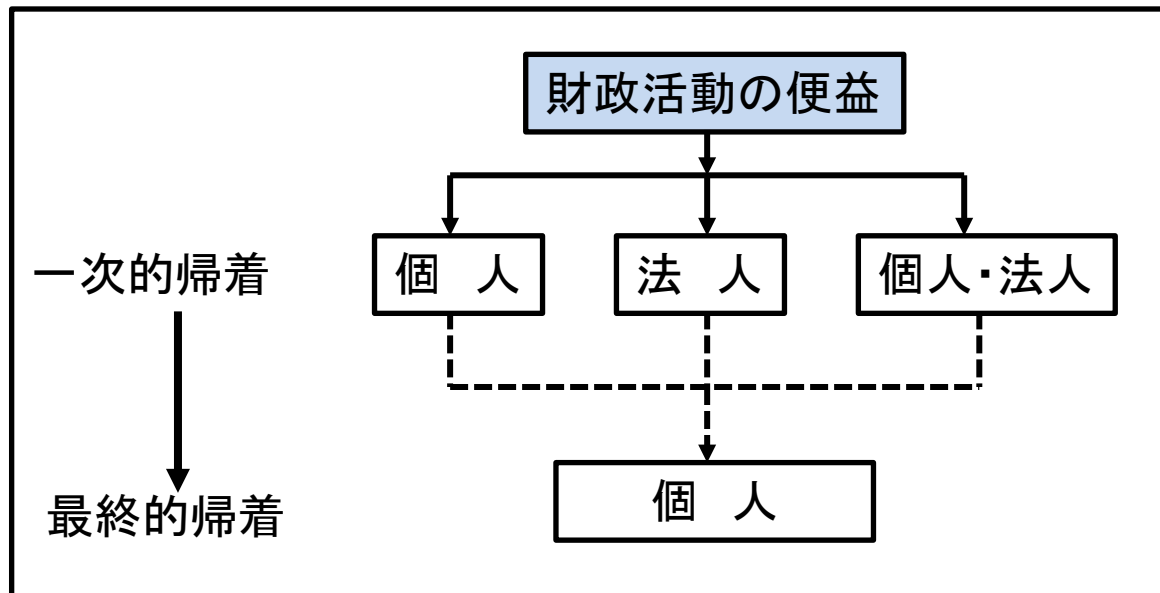 財政活動の便益
一次的帰着
個　人
法　人
個人・法人
最終的帰着
個　人